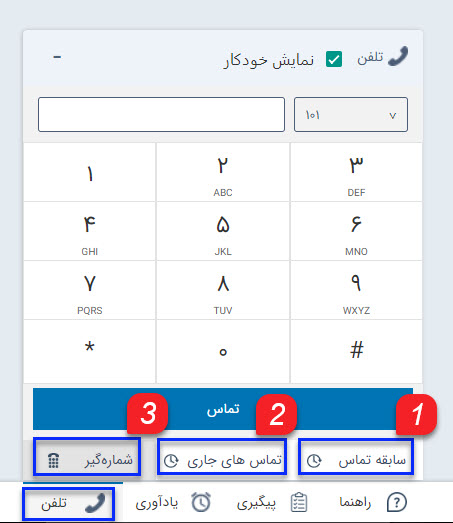 تلفن نمایش خودکار -
۱۰۱
۱ ۲ ۳
ABC DEF
۴ ۵ ۶
GHI JKL MNO
۷ ۸ ۹
PQRS TUV WXYZ
* ۰ #
تماس
1 2 3
سابقه تماس تماس های جاری شماره‌گیر
راهنما پیگیری یادآوری تلفن